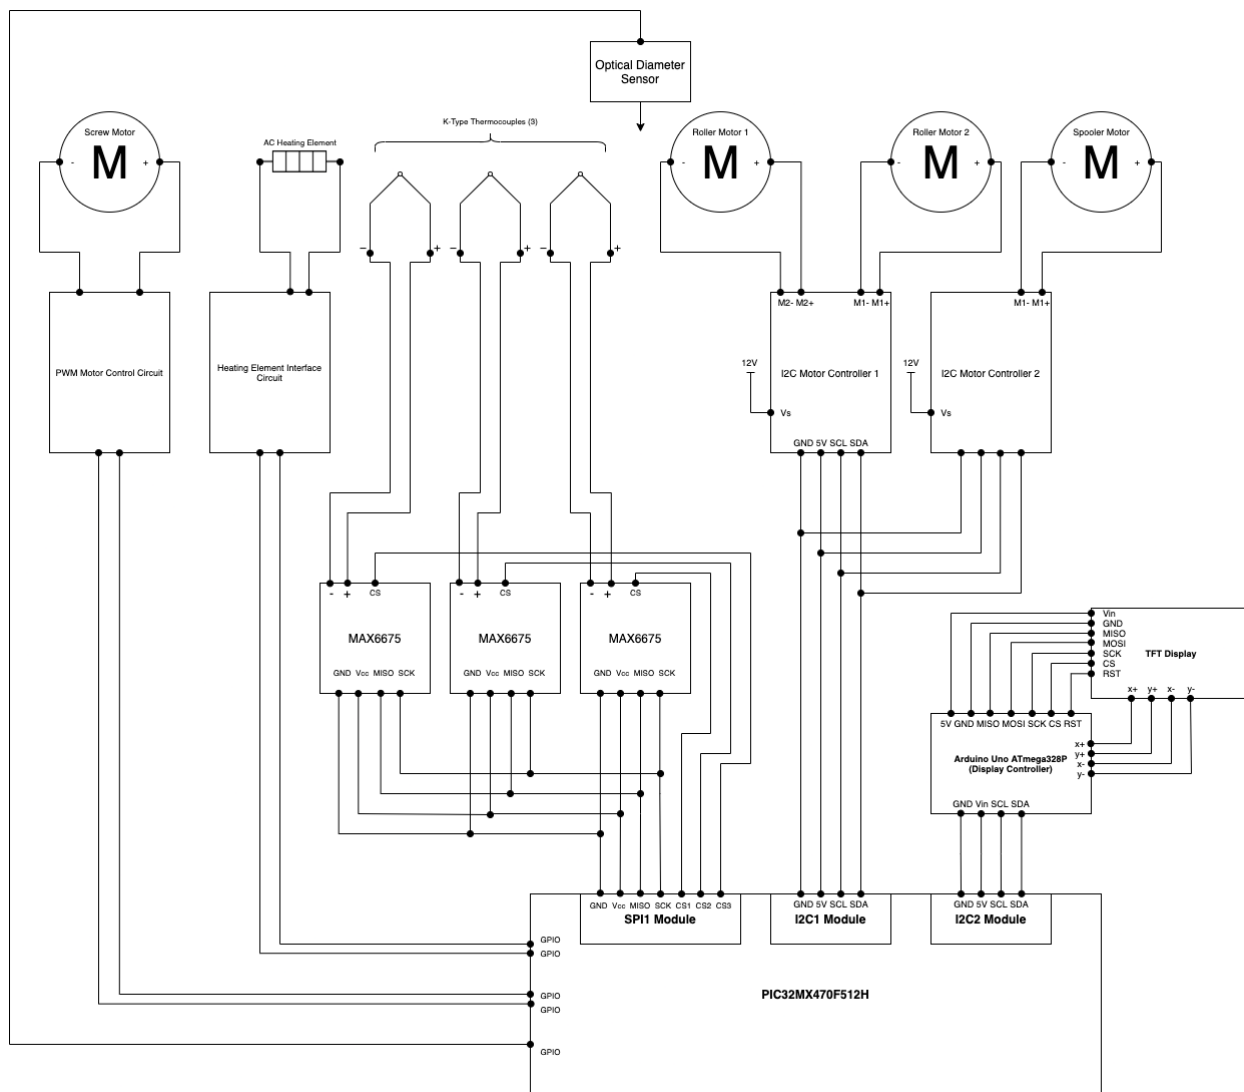 Optical Diameter
Sensor
K-Type Thermocouples (3)
Screw Motor
M
- +
AC Heating Element
Roller Motor 1
M
- +
Roller Motor 2
M
- +
Spooler Motor
M
- +
− +
− +
− +
M2- M2+ M1- M1+
M1- M1+
PWM Motor Control Circuit
Heating Element Interface
Circuit
12V
I2C Motor Controller 1
Vs
GND 5V SCL SDA
12V
I2C Motor Controller 2
Vs
- + CS
MAX6675
GND Vcc MISO SCK
- + CS
MAX6675
GND Vcc MISO SCK
- + CS
MAX6675
GND Vcc MISO SCK
Vin
GND
MISO
MOSI
SCK
CS
RST
TFT Display
x+ y+ x- y-
5V GND MISO MOSI SCK CS RST
x+
y+
x-
y-
Arduino Uno ATmega328P
(Display Controller)
GND Vin SCL SDA
GND Vcc MISO SCK CS1 CS2 CS3
SPI1 Module
GND 5V SCL SDA
I2C1 Module
GND 5V SCL SDA
I2C2 Module
GPIO
GPIO
GPIO
GPIO
GPIO
PIC32MX470F512H